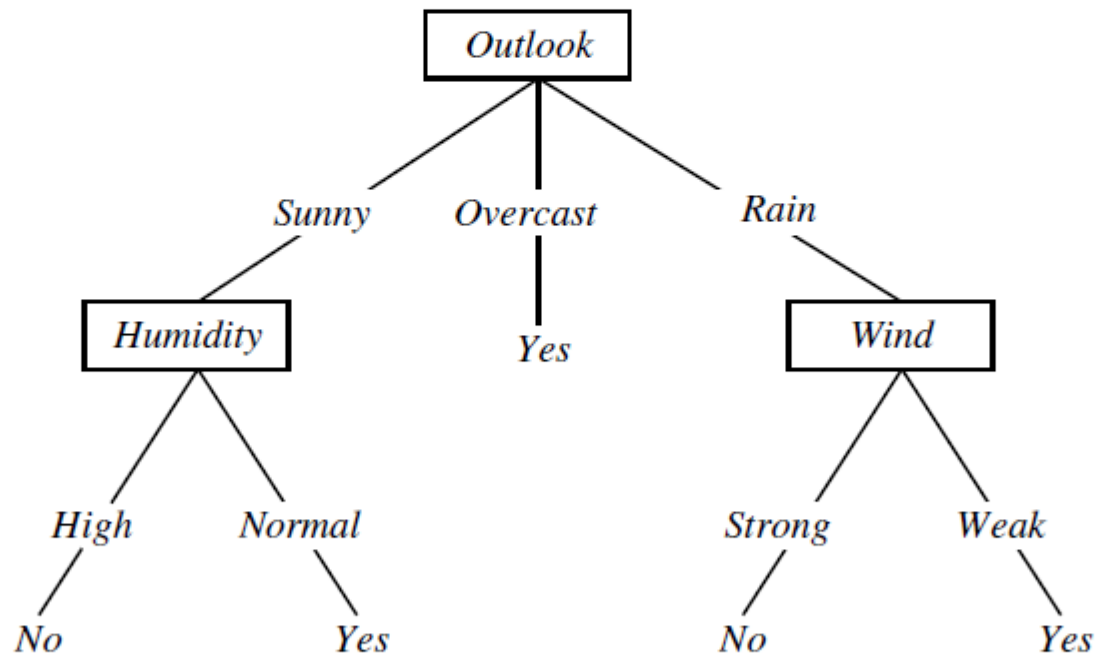 Outlook
Sunny Overcast Rain
Humidity Yes Wind
High Normal Strong Weak
No Yes No Yes